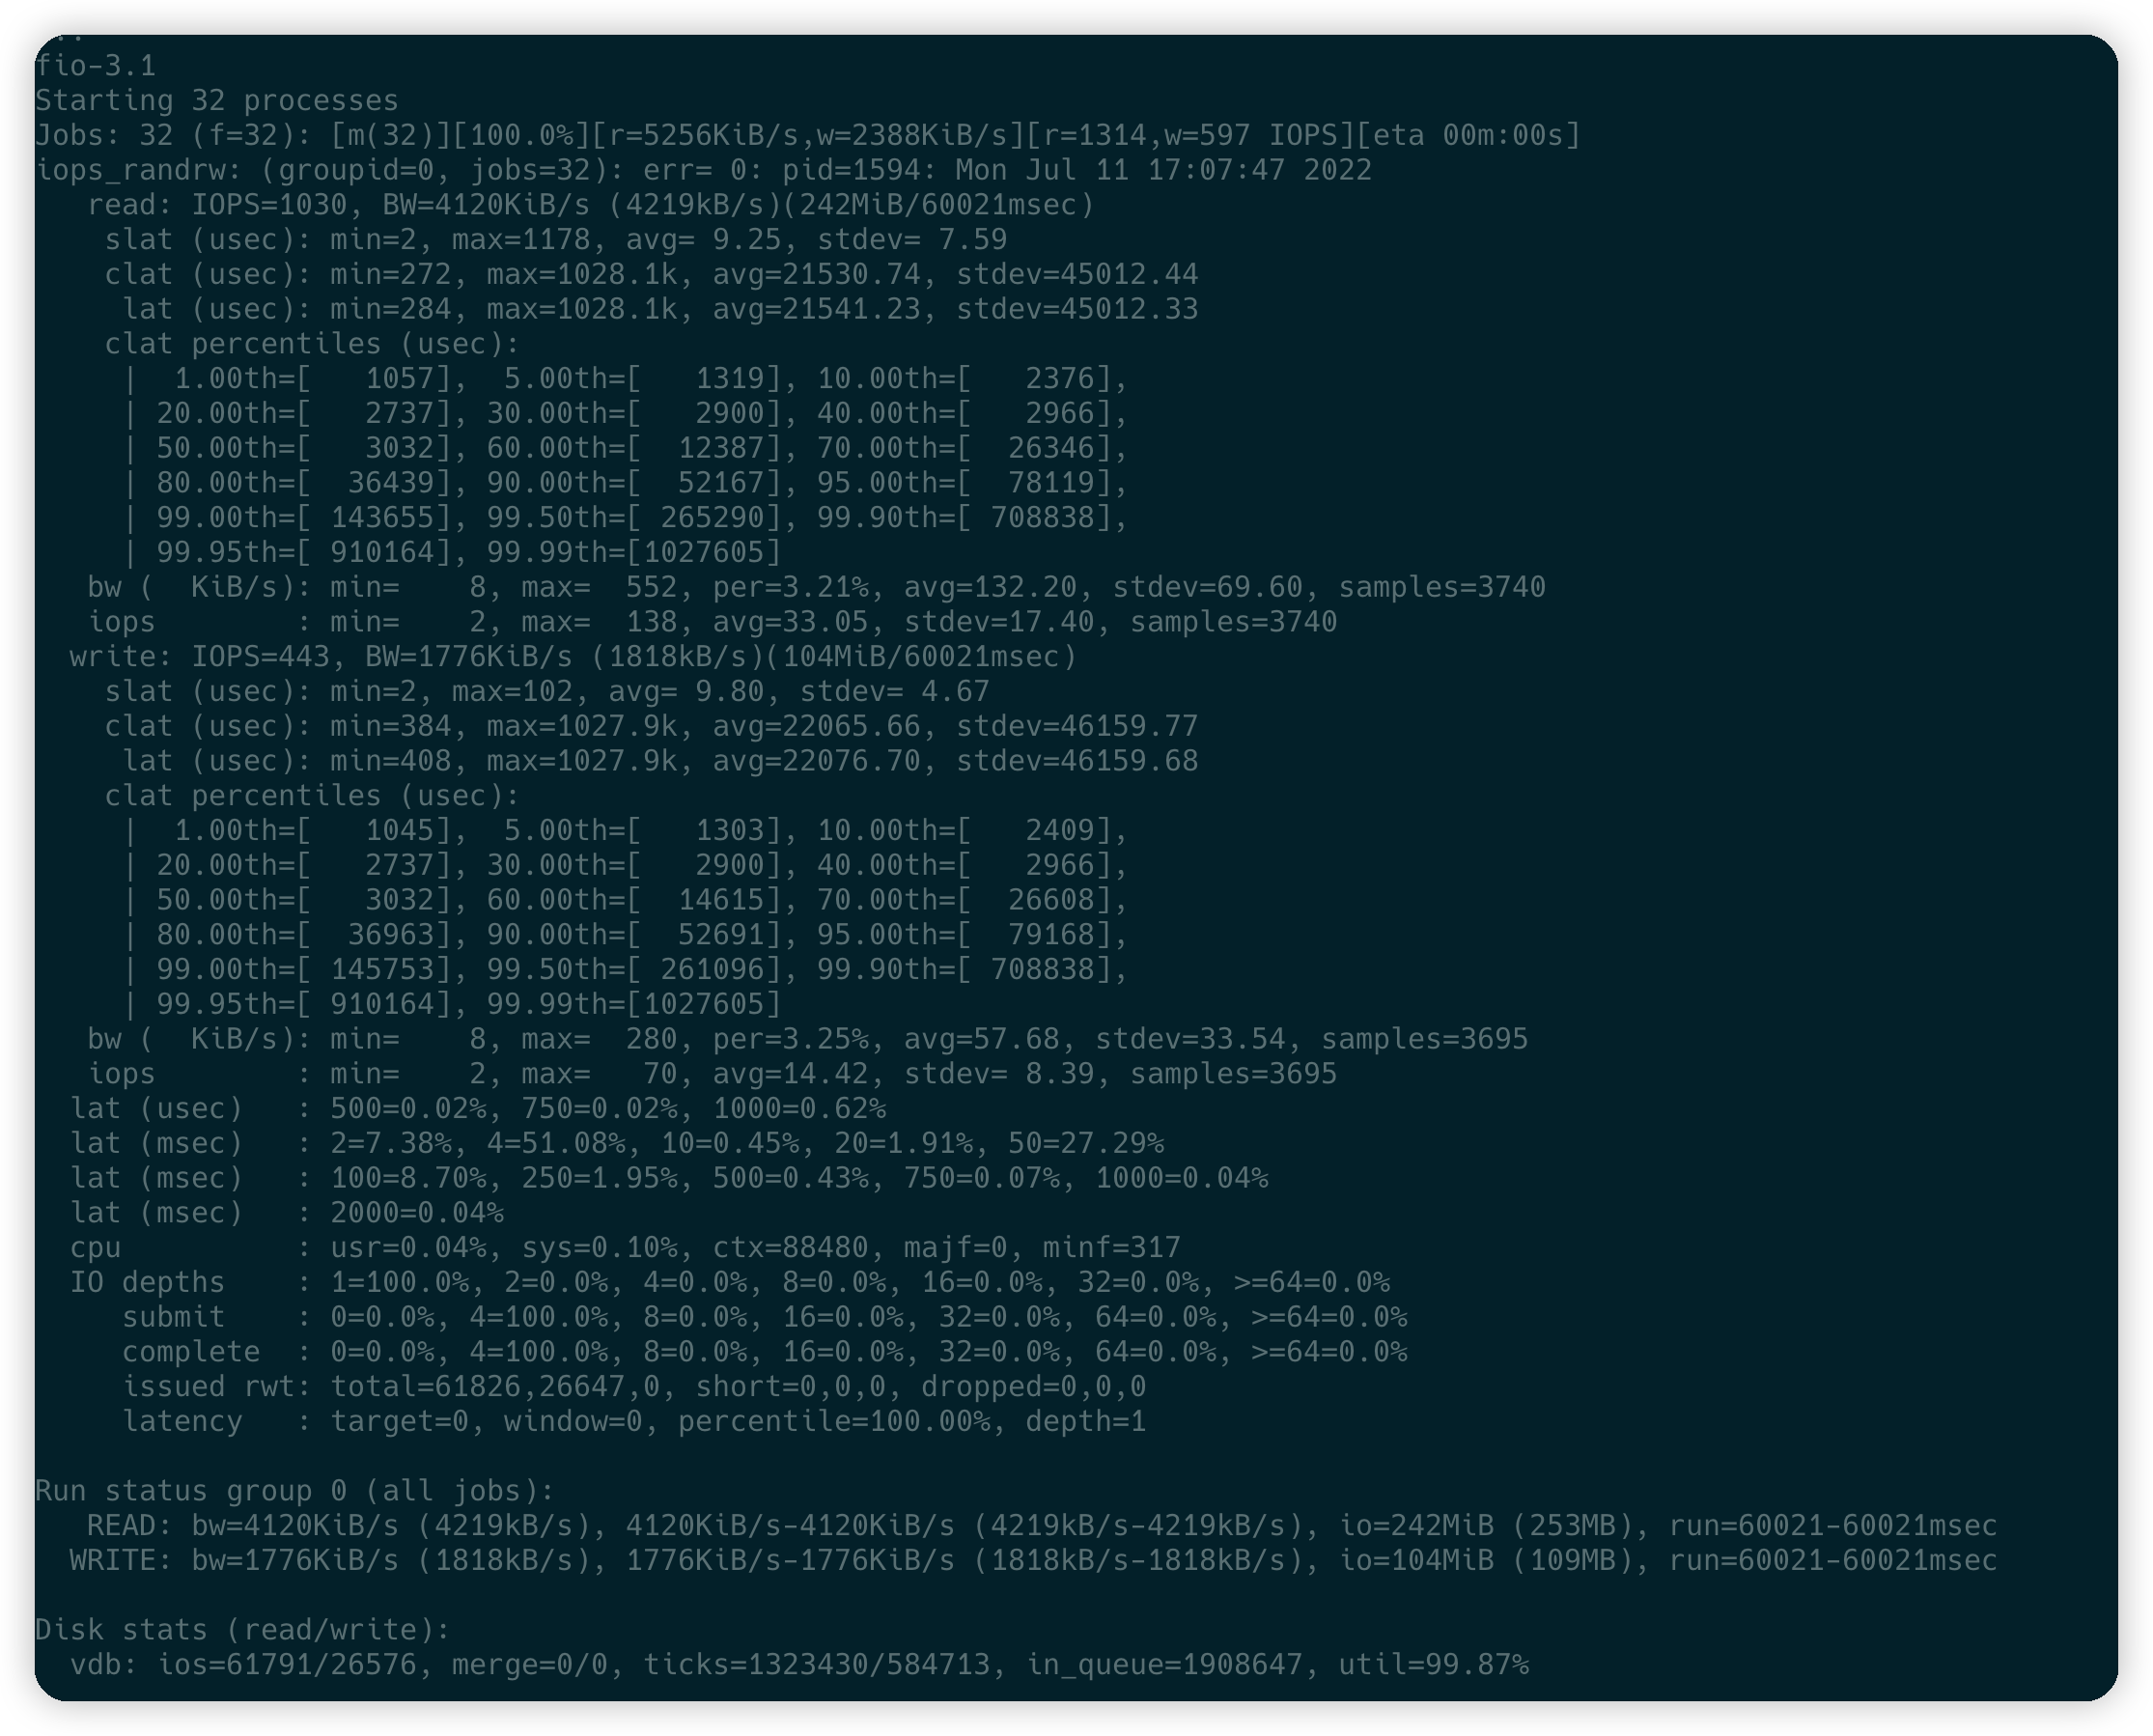 fio-3.1
Starting 32 processes
Jobs: 32 (f=32): [m(32)][100.0%][r=5256KiB/s,w=2388KiB/s][r=1314,w=597 IOPS][eta 00m:00s]
iops_randrw: (groupid=0, jobs=32): err= 0: pid=1594: Mon Jul 11 17:07:47 2022
   read: IOPS=1030, BW=4120KiB/s (4219kB/s)(242MiB/60021msec)
    slat (usec): min=2, max=1178, avg= 9.25, stdev= 7.59
    clat (usec): min=272, max=1028.1k, avg=21530.74, stdev=45012.44
     lat (usec): min=284, max=1028.1k, avg=21541.23, stdev=45012.33
    clat percentiles (usec):
     |  1.00th=[   1057],  5.00th=[   1319], 10.00th=[   2376],
     | 20.00th=[   2737], 30.00th=[   2900], 40.00th=[   2966],
     | 50.00th=[   3032], 60.00th=[  12387], 70.00th=[  26346],
     | 80.00th=[  36439], 90.00th=[  52167], 95.00th=[  78119],
     | 99.00th=[ 143655], 99.50th=[ 265290], 99.90th=[ 708838],
     | 99.95th=[ 910164], 99.99th=[1027605]
   bw (  KiB/s): min=    8, max=  552, per=3.21%, avg=132.20, stdev=69.60, samples=3740
   iops        : min=    2, max=  138, avg=33.05, stdev=17.40, samples=3740
  write: IOPS=443, BW=1776KiB/s (1818kB/s)(104MiB/60021msec)
    slat (usec): min=2, max=102, avg= 9.80, stdev= 4.67
    clat (usec): min=384, max=1027.9k, avg=22065.66, stdev=46159.77
     lat (usec): min=408, max=1027.9k, avg=22076.70, stdev=46159.68
    clat percentiles (usec):
     |  1.00th=[   1045],  5.00th=[   1303], 10.00th=[   2409],
     | 20.00th=[   2737], 30.00th=[   2900], 40.00th=[   2966],
     | 50.00th=[   3032], 60.00th=[  14615], 70.00th=[  26608],
     | 80.00th=[  36963], 90.00th=[  52691], 95.00th=[  79168],
     | 99.00th=[ 145753], 99.50th=[ 261096], 99.90th=[ 708838],
     | 99.95th=[ 910164], 99.99th=[1027605]
   bw (  KiB/s): min=    8, max=  280, per=3.25%, avg=57.68, stdev=33.54, samples=3695
   iops        : min=    2, max=   70, avg=14.42, stdev= 8.39, samples=3695
  lat (usec)   : 500=0.02%, 750=0.02%, 1000=0.62%
  lat (msec)   : 2=7.38%, 4=51.08%, 10=0.45%, 20=1.91%, 50=27.29%
  lat (msec)   : 100=8.70%, 250=1.95%, 500=0.43%, 750=0.07%, 1000=0.04%
  lat (msec)   : 2000=0.04%
  cpu          : usr=0.04%, sys=0.10%, ctx=88480, majf=0, minf=317
  IO depths    : 1=100.0%, 2=0.0%, 4=0.0%, 8=0.0%, 16=0.0%, 32=0.0%, >=64=0.0%
     submit    : 0=0.0%, 4=100.0%, 8=0.0%, 16=0.0%, 32=0.0%, 64=0.0%, >=64=0.0%
     complete  : 0=0.0%, 4=100.0%, 8=0.0%, 16=0.0%, 32=0.0%, 64=0.0%, >=64=0.0%
     issued rwt: total=61826,26647,0, short=0,0,0, dropped=0,0,0
     latency   : target=0, window=0, percentile=100.00%, depth=1

Run status group 0 (all jobs):
   READ: bw=4120KiB/s (4219kB/s), 4120KiB/s-4120KiB/s (4219kB/s-4219kB/s), io=242MiB (253MB), run=60021-60021msec
  WRITE: bw=1776KiB/s (1818kB/s), 1776KiB/s-1776KiB/s (1818kB/s-1818kB/s), io=104MiB (109MB), run=60021-60021msec

Disk stats (read/write):
  vdb: ios=61791/26576, merge=0/0, ticks=1323430/584713, in_queue=1908647, util=99.87%